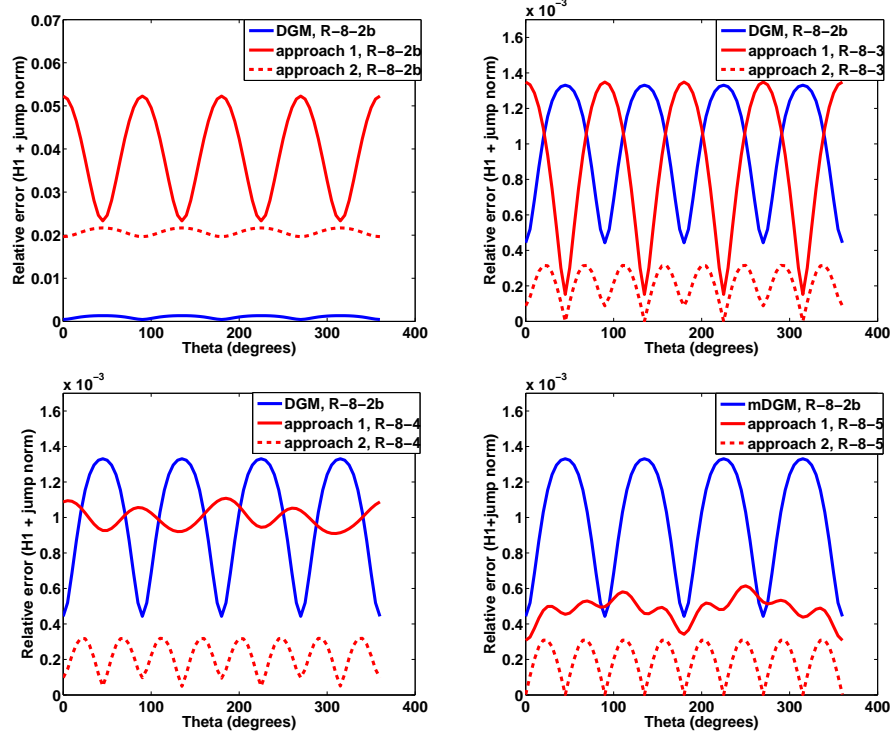 0.07
0.06
0.05
0.04
0.03
0.02
0.01
0
0 100 200 300 400
Theta (degrees)
Relative error (H1 + jump norm)
DGM, R-8-2b
approach 1, R-8-2b
approach 2, R-8-2b
x 10^-3
1.6
1.4
1.2
1
0.8
0.6
0.4
0.2
0
0 100 200 300 400
Theta (degrees)
Relative error (H1 + jump norm)
DGM, R-8-2b
approach 1, R-8-3
approach 2, R-8-3
x 10^-3
1.6
1.4
1.2
1
0.8
0.6
0.4
0.2
0
0 100 200 300 400
Theta (degrees)
Relative error (H1 + jump norm)
DGM, R-8-2b
approach 1, R-8-4
approach 2, R-8-4
x 10^-3
1.6
1.4
1.2
1
0.8
0.6
0.4
0.2
0
0 100 200 300 400
Theta (degrees)
Relative error (H1+jump norm)
mDGM, R-8-2b
approach 1, R-8-5
approach 2, R-8-5